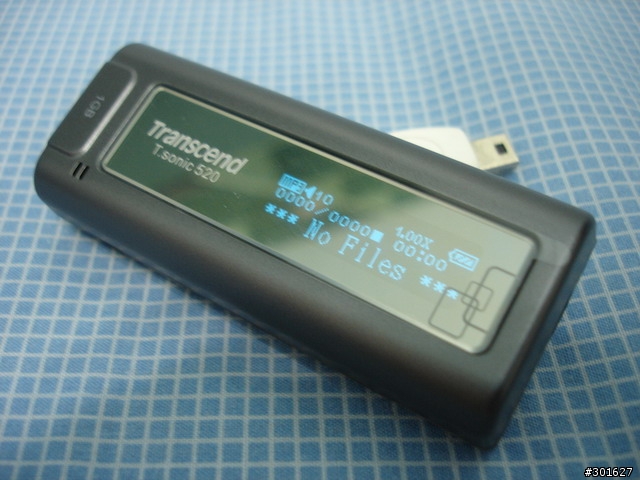 1GB
Transcend
T.sonic 520
10
0000/0000 1.00X
00:00
*** No Files ***
#301627